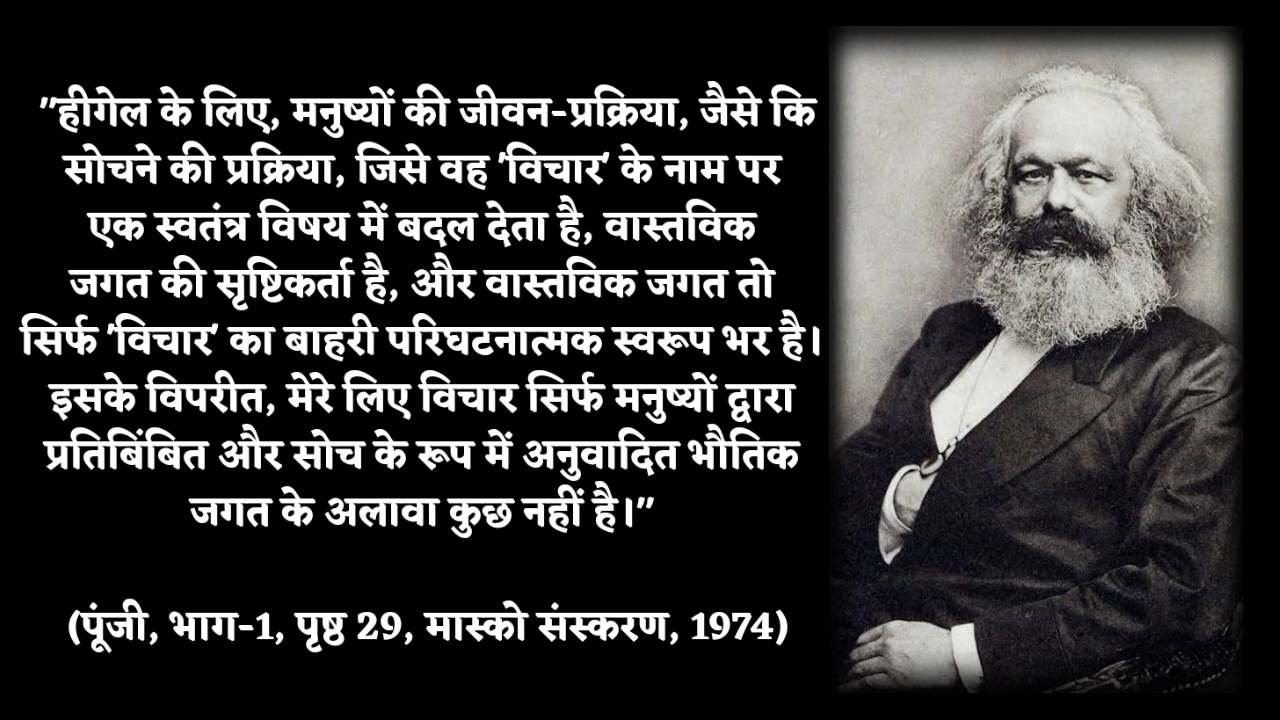 "हीगेल के लिए, मनुष्यों की जीवन-प्रक्रिया, जैसे कि
सोचने की प्रक्रिया, जिसे वह 'विचार' के नाम पर
एक स्वतंत्र विषय में बदल देता है, वास्तविक
जगत की सृष्टिकर्ता है, और वास्तविक जगत तो
सिर्फ 'विचार' का बाहरी परिघटनात्मक स्वरूप भर है।
इसके विपरीत, मेरे लिए विचार सिर्फ मनुष्यों द्वारा
प्रतिबिंबित और सोच के रूप में अनुवादित भौतिक
जगत के अलावा कुछ नहीं है।"
(पूंजी, भाग-1, पृष्ठ 29, मास्को संस्करण, 1974)